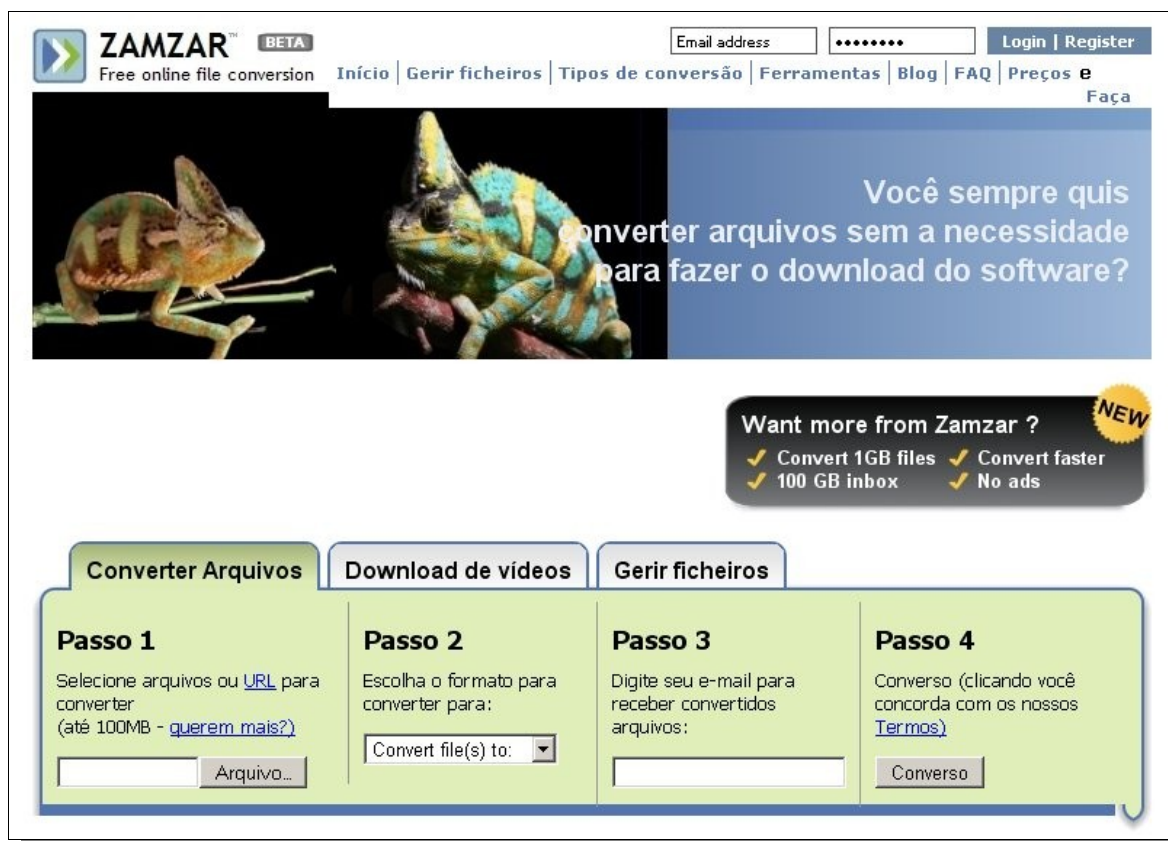 ZAMZAR™ BETA
Free online file conversion
Email address •••••••• Login | Register
Início | Gerir ficheiros | Tipos de conversão | Ferramentas | Blog | FAQ | Preços e
Faça
Você sempre quis
converter arquivos sem a necessidade
para fazer o download do software?
Want more from Zamzar ?
NEW
Convert 1GB files
Convert faster
100 GB inbox
No ads
Converter Arquivos
Download de vídeos
Gerir ficheiros
Passo 1
Selecione arquivos ou URL para
converter
(até 100MB - querem mais?)
Arquivo...
Passo 2
Escolha o formato para
converter para:
Convert file(s) to:
Passo 3
Digite seu e-mail para
receber convertidos
arquivos:
Passo 4
Converso (clicando você
concorda com os nossos
Termos)
Converso